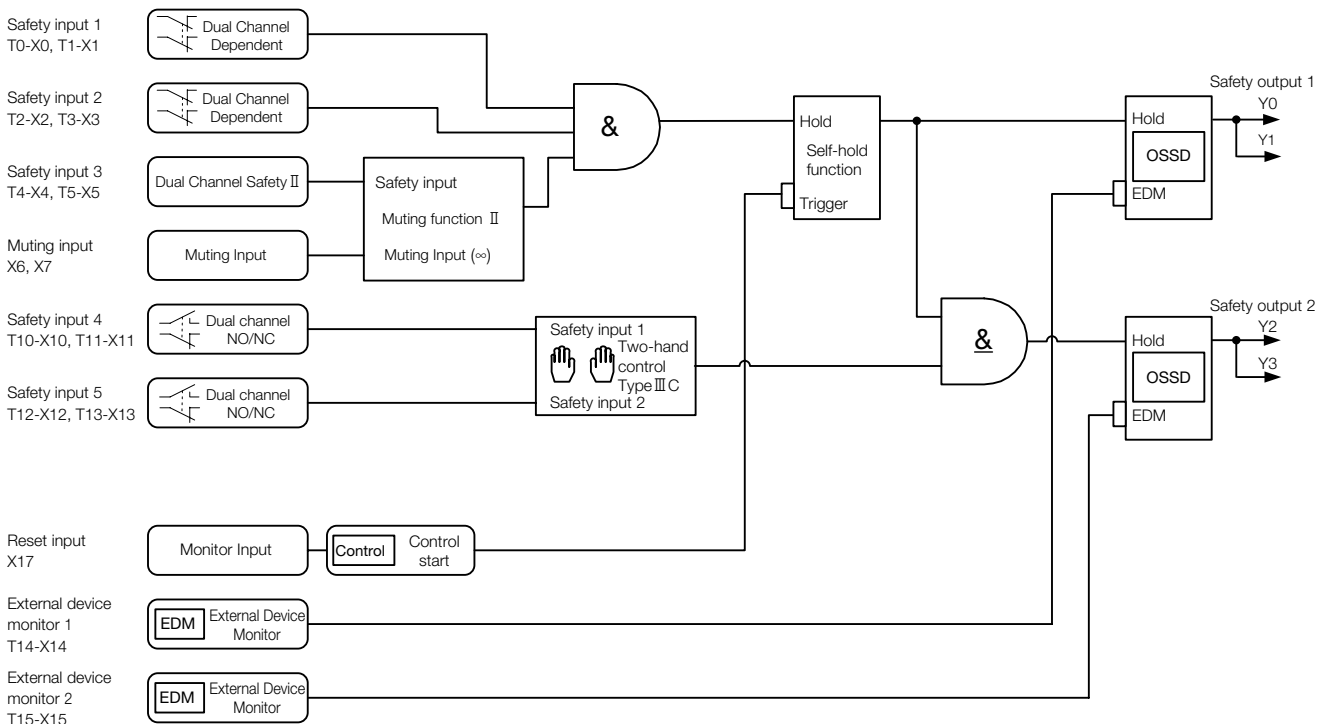 Safety input 1
T0-X0, T1-X1
Dual Channel
Dependent
Safety input 2
T2-X2, T3-X3
Dual Channel
Dependent
Safety input 3
T4-X4, T5-X5
Dual Channel Safety Ⅱ
Muting input
X6, X7
Muting Input
Safety input
Muting function Ⅱ
Muting Input (∞)
&
Hold
Self-hold
function
Trigger
Safety output 1
Hold
OSSD
EDM
Y0
Y1
Safety input 4
T10-X10, T11-X11
Dual channel
NO/NC
Safety input 5
T12-X12, T13-X13
Dual channel
NO/NC
Safety input 1
Two-hand
control
Type Ⅲ C
Safety input 2
&
Safety output 2
Hold
OSSD
EDM
Y2
Y3
Reset input
X17
Monitor Input
Control
Control
start
External device
monitor 1
T14-X14
EDM
External Device
Monitor
External device
monitor 2
T15-X15
EDM
External Device
Monitor